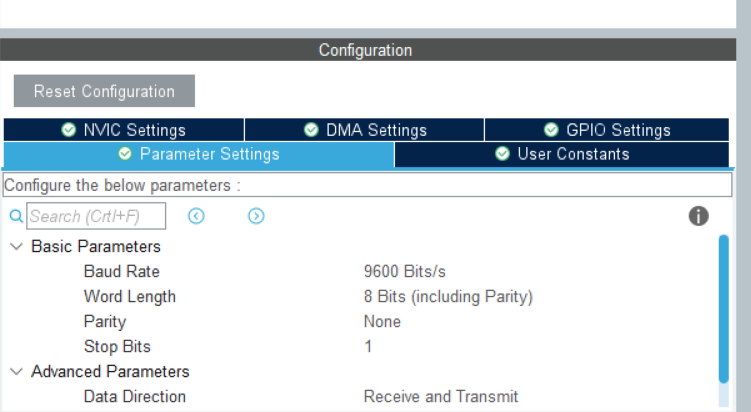 Configuration
Reset Configuration
NVIC Settings DMA Settings GPIO Settings
Parameter Settings User Constants
Configure the below parameters :
Search (Crtl+F)
Basic Parameters
Baud Rate 9600 Bits/s
Word Length 8 Bits (including Parity)
Parity None
Stop Bits 1
Advanced Parameters
Data Direction Receive and Transmit